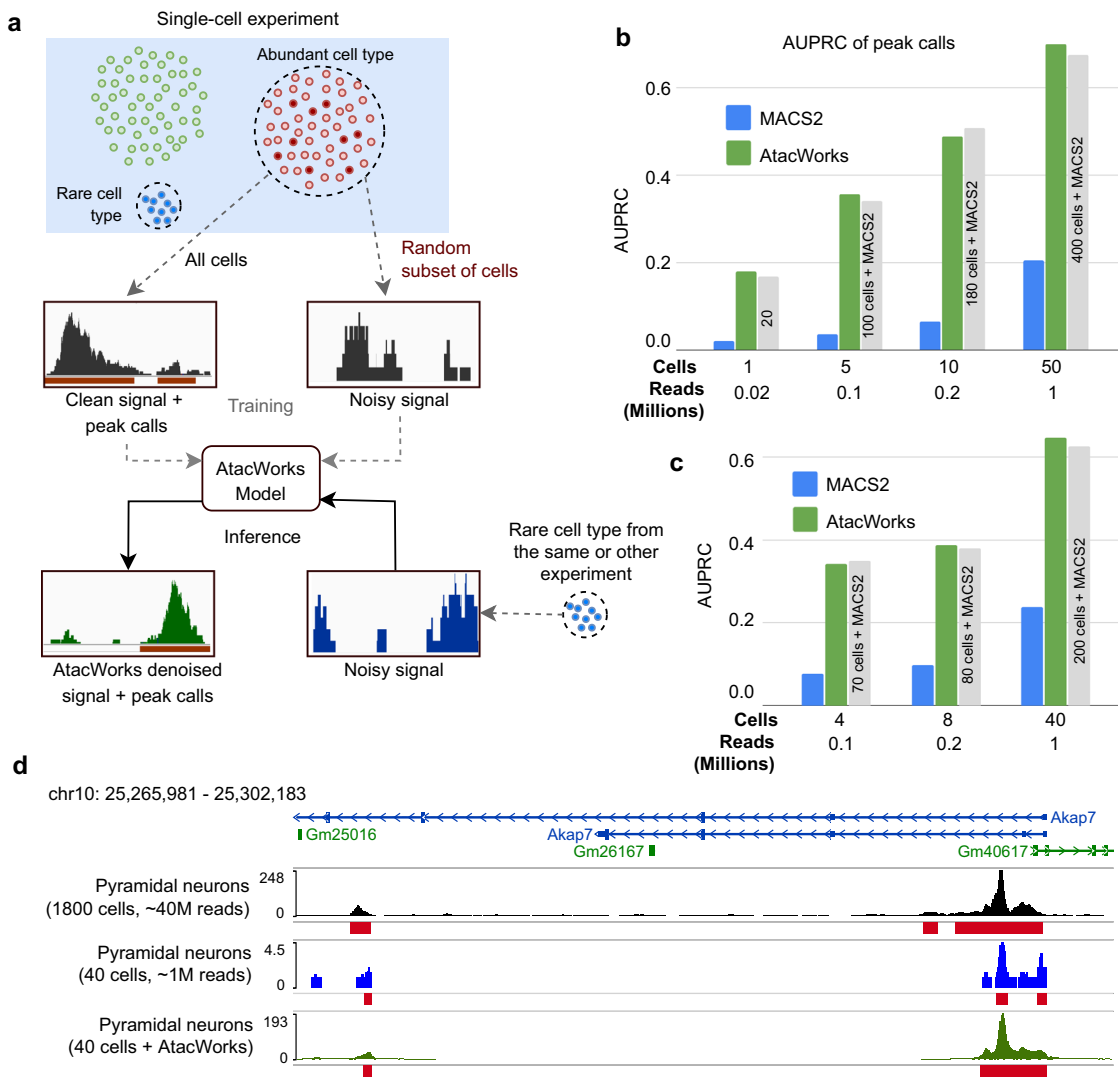 a
Single-cell experiment
Abundant cell type
Rare cell
type
All cells
Random
subset of cells
Clean signal +
peak calls
Training
Noisy signal
AtacWorks
Model
Inference
Rare cell type from
the same or other
experiment
AtacWorks denoised
signal + peak calls
Noisy signal
b
AUPRC of peak calls
MACS2
AtacWorks
AUPRC
0.6
0.4
0.2
0.0
20
100 cells + MACS2
180 cells + MACS2
400 cells + MACS2
Cells 1 5 10 50
Reads 0.02 0.1 0.2 1
(Millions)
c
MACS2
AtacWorks
AUPRC
0.6
0.4
0.2
0.0
70 cells + MACS2
80 cells + MACS2
200 cells + MACS2
Cells 4 8 40
Reads 0.1 0.2 1
(Millions)
d
chr10: 25,265,981 - 25,302,183
Akap7
Gm25016 Akap7
Gm26167 Gm40617
Pyramidal neurons 248
(1800 cells, ~40M reads) 0
Pyramidal neurons 4.5
(40 cells, ~1M reads) 0
Pyramidal neurons 193
(40 cells + AtacWorks) 0